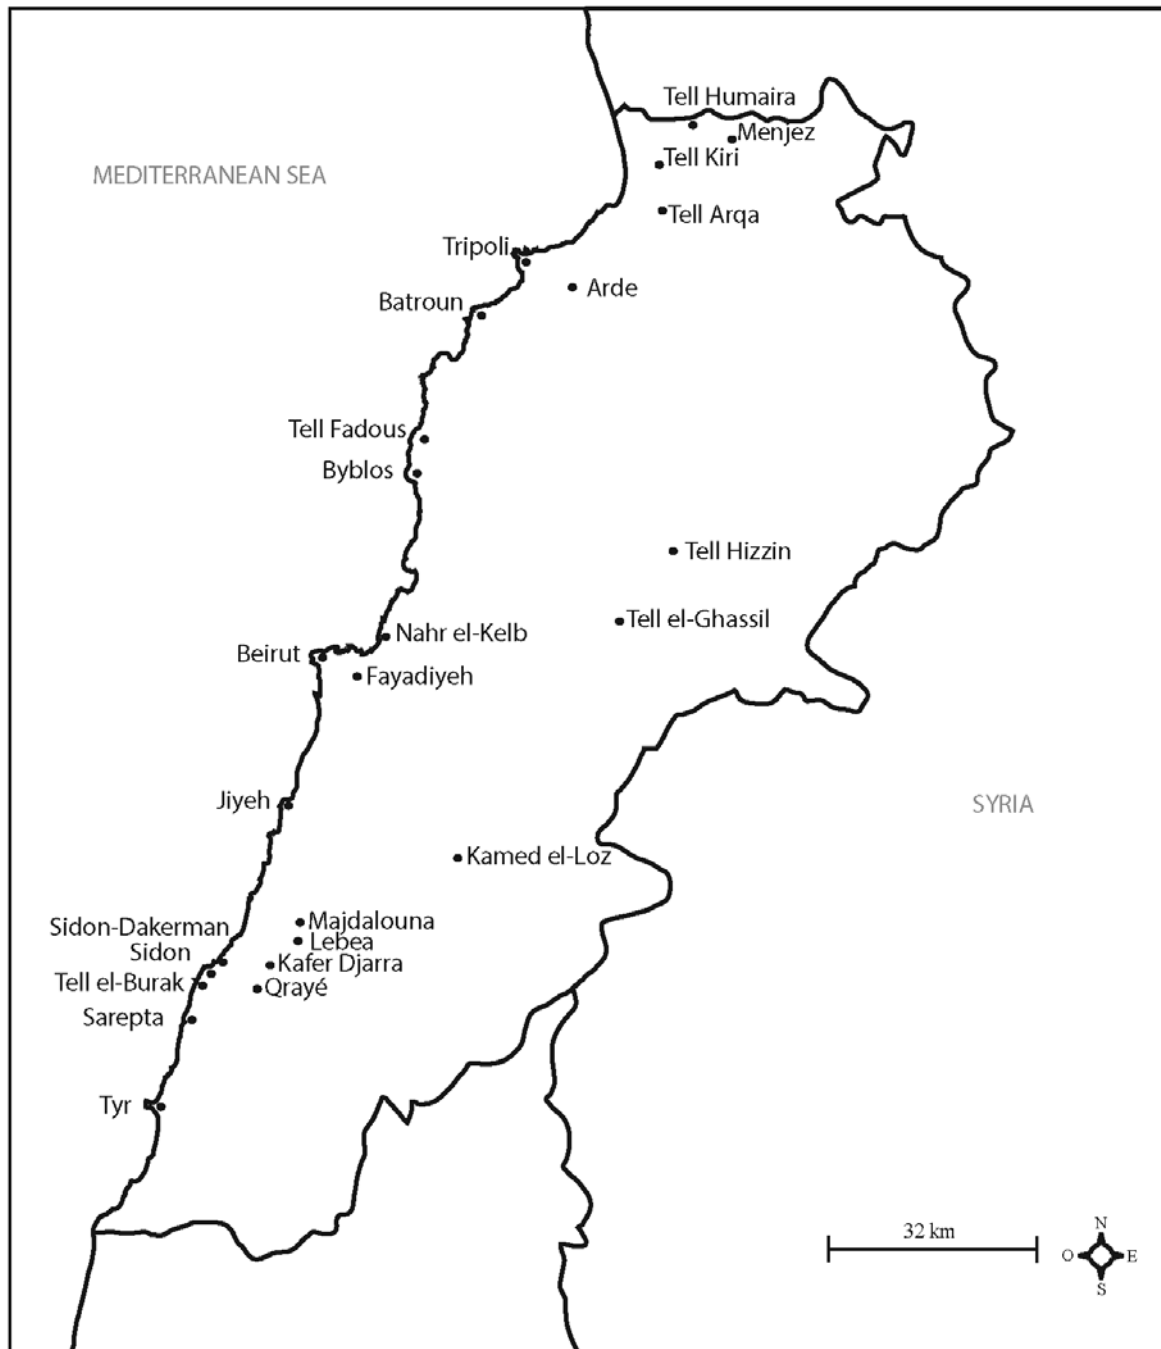 Tell Humaira
Menjez
MEDITERRANEAN SEA
Tell Kiri
Tell Arqa
Tripoli
Arde
Batroun
Tell Fadous
Byblos
Tell Hizzin
Tell el-Ghassil
Nahr el-Kelb
Beirut
Fayadiyeh
Jiyeh
SYRIA
Kamed el-Loz
Majdalouna
Sidon-Dakerman
Lebea
Sidon
Kafer Djarra
Tell el-Burak
Qrayé
Sarepta
Tyr
32 km
N
O
E
S